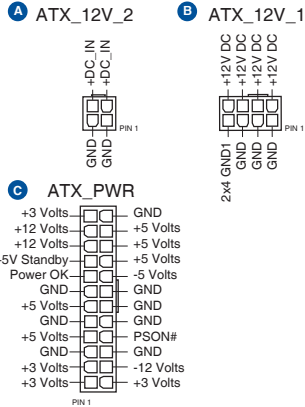 A ATX_12V_2
+DC_IN
+DC_IN
PIN 1
GND
GND
B ATX_12V_1
+12V DC
+12V DC
+12V DC
+12V DC
PIN 1
2x4 GND1
GND
GND
GND
C ATX_PWR
+3 Volts GND
+12 Volts +5 Volts
+12 Volts +5 Volts
+5V Standby +5 Volts
Power OK -5 Volts
GND GND
+5 Volts GND
GND GND
+5 Volts PSON#
GND GND
+3 Volts -12 Volts
+3 Volts +3 Volts
PIN 1